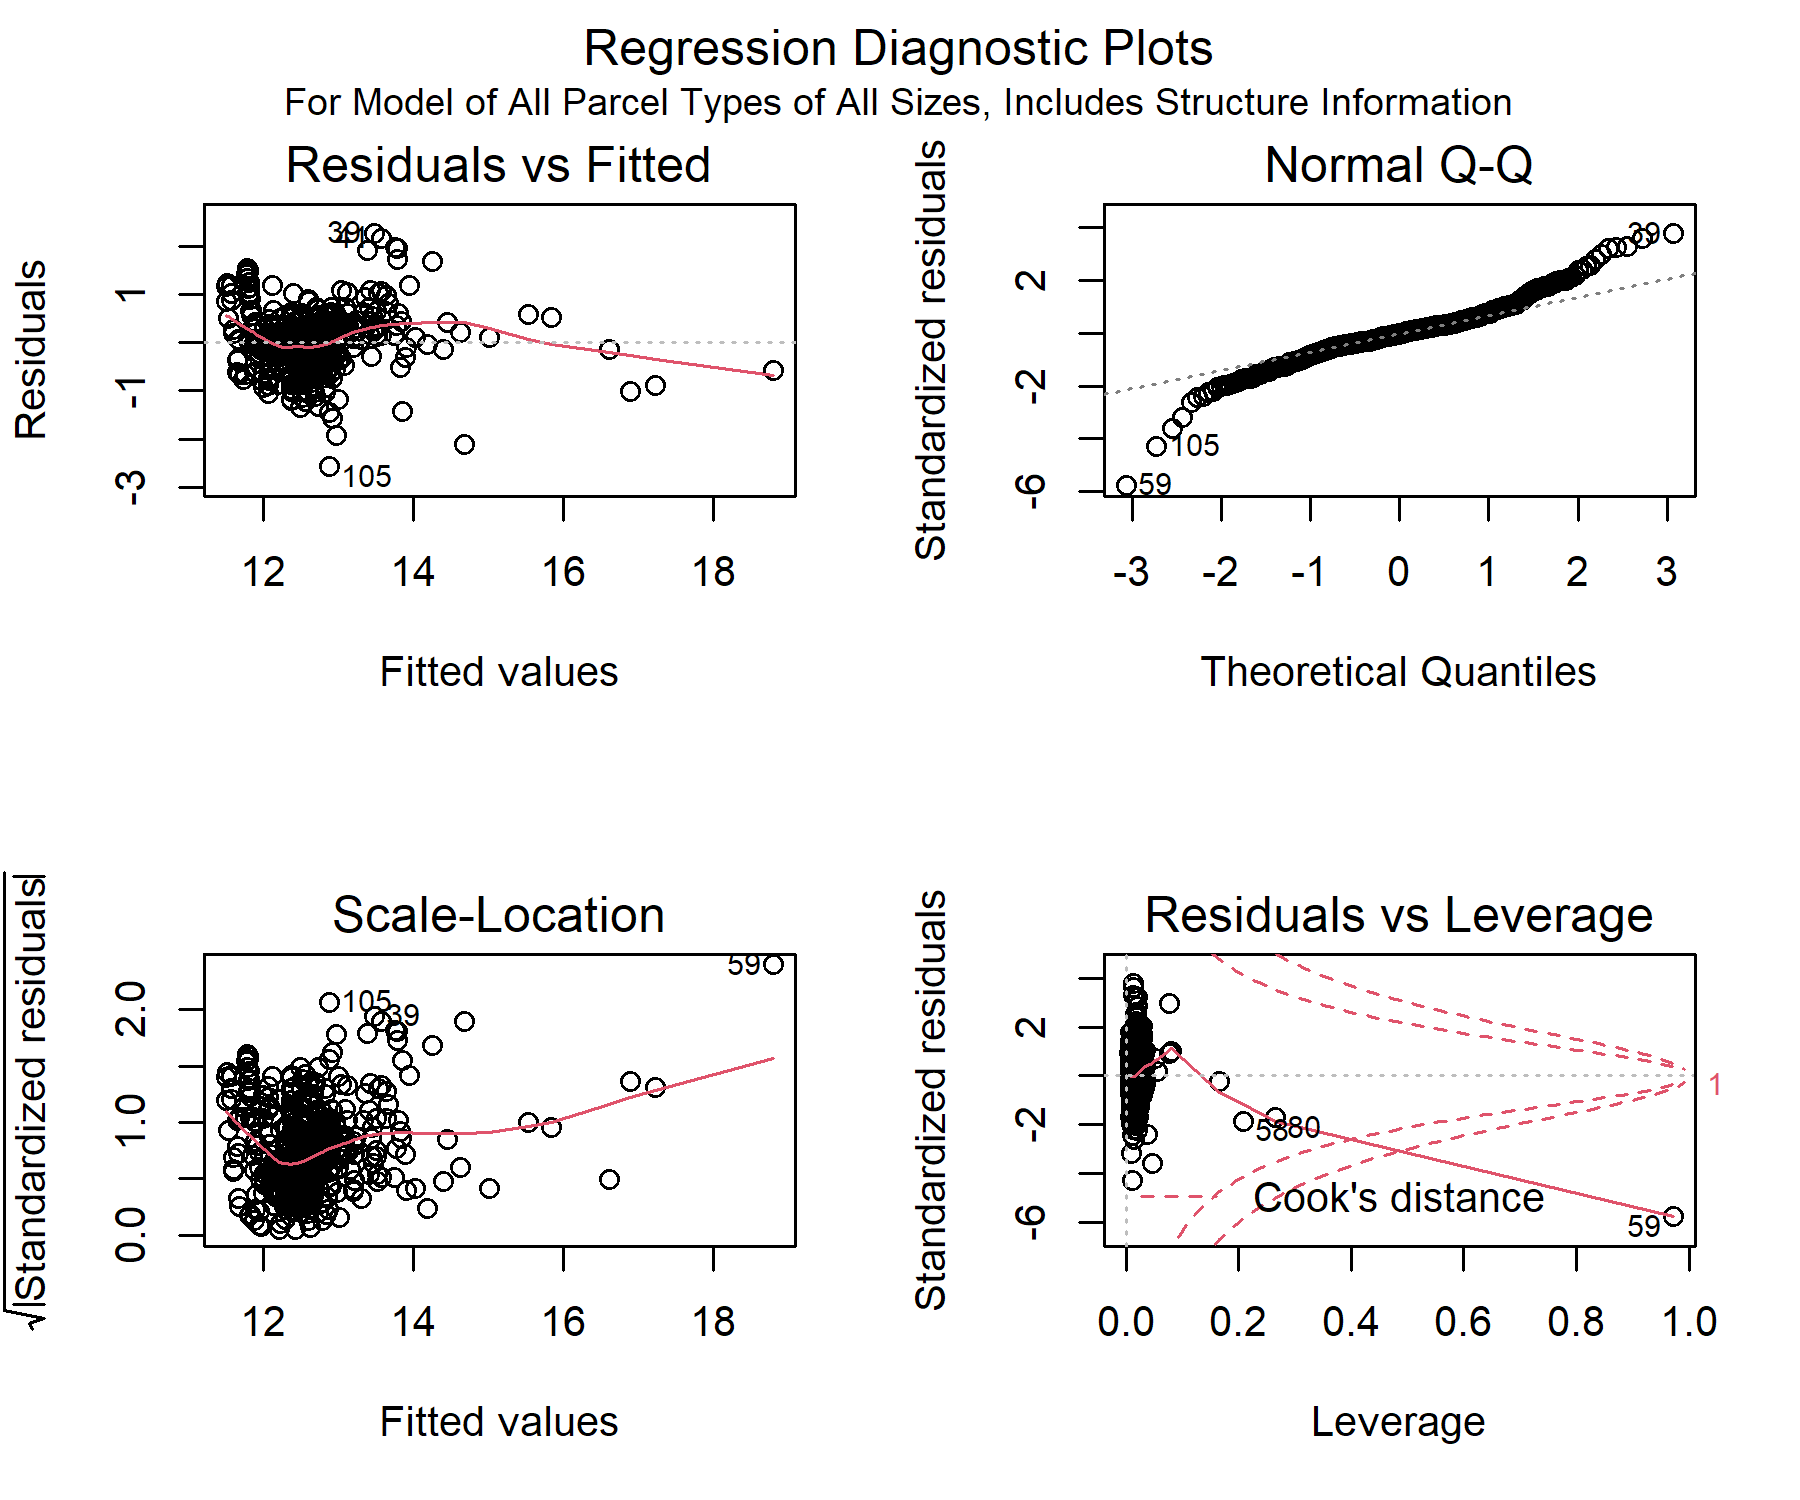 Regression Diagnostic Plots
For Model of All Parcel Types of All Sizes, Includes Structure Information
Residuals vs Fitted
Residuals
1
-1
-3
39
41
105
12 14 16 18
Fitted values
Normal Q-Q
Standardized residuals
2
-2
-6
39
105
59
-3 -2 -1 0 1 2 3
Theoretical Quantiles
Scale-Location
√|Standardized residuals|
2.0
1.0
0.0
59
105
39
12 14 16 18
Fitted values
Residuals vs Leverage
Standardized residuals
2
-2
-6
1
58080
Cook's distance
59
0.0 0.2 0.4 0.6 0.8 1.0
Leverage